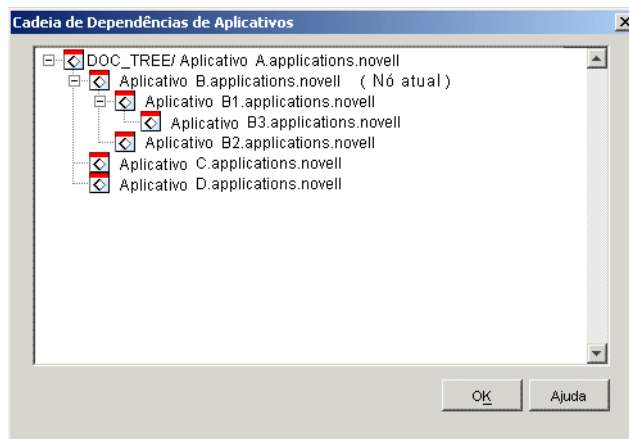 Cadeia de Dependências de Aplicativos
DOC_TREE/ Aplicativo A.applications.novell
Aplicativo B.applications.novell ( Nó atual )
Aplicativo B1.applications.novell
Aplicativo B3.applications.novell
Aplicativo B2.applications.novell
Aplicativo C.applications.novell
Aplicativo D.applications.novell
OK Ajuda